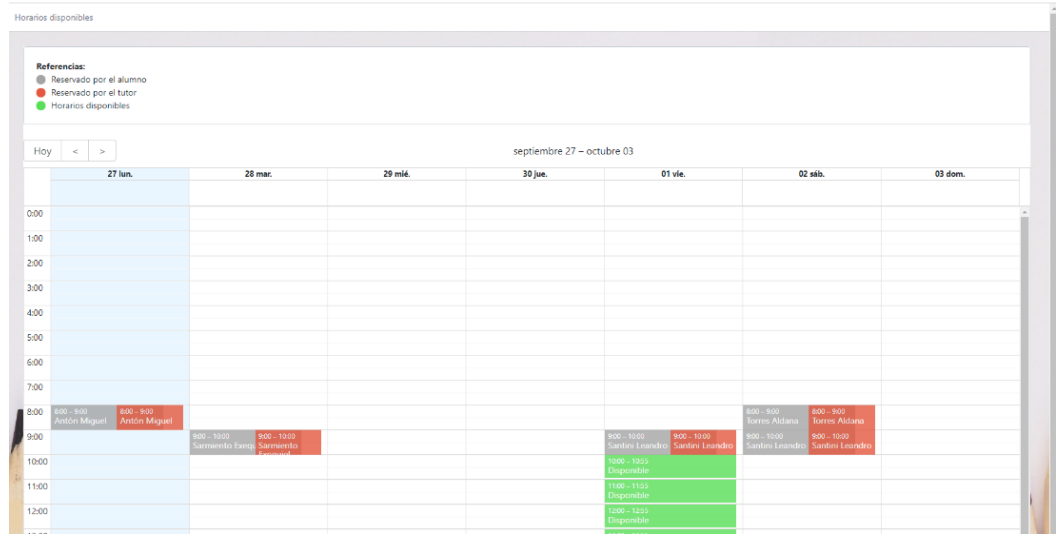 Horarios disponibles
Referencias:
Reservado por el alumno
Reservado por el tutor
Horarios disponibles
Hoy < > septiembre 27 – octubre 03
27 lun. 28 mar. 29 mié. 30 jue. 01 vie. 02 sáb. 03 dom.
0:00
1:00
2:00
3:00
4:00
5:00
6:00
7:00
8:00 8:00 – 9:00 8:00 – 9:00 8:00 – 9:00 8:00 – 9:00
Antón Miguel Antón Miguel Torres Aldana Torres Aldana
9:00 9:00 – 10:00 9:00 – 10:00 9:00 – 10:00 9:00 – 10:00 9:00 – 10:00 9:00 – 10:00
Sarmiento Sarmiento Santini Leandro Santini Leandro Santini Leandro Santini Leandro
10:00 10:00 – 10:55
Disponible
11:00 11:00 – 11:55
Disponible
12:00 12:00 – 12:55
Disponible